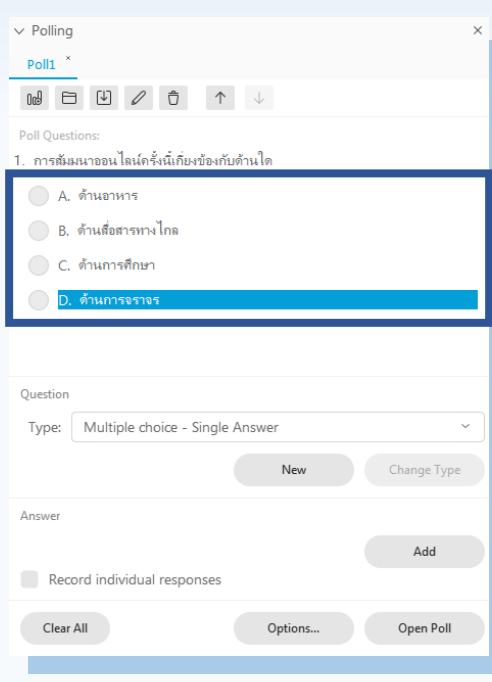 Polling
Poll1
Poll Questions:
1. การสัมมนาออนไลน์ครั้งนี้เกี่ยงข้องกับด้านใด
A. ด้านอาหาร
B. ด้านสื่อสารทางไกล
C. ด้านการศึกษา
D. ด้านการจราจร
Question
Type: Multiple choice - Single Answer
New Change Type
Answer
Add
Record individual responses
Clear All Options... Open Poll